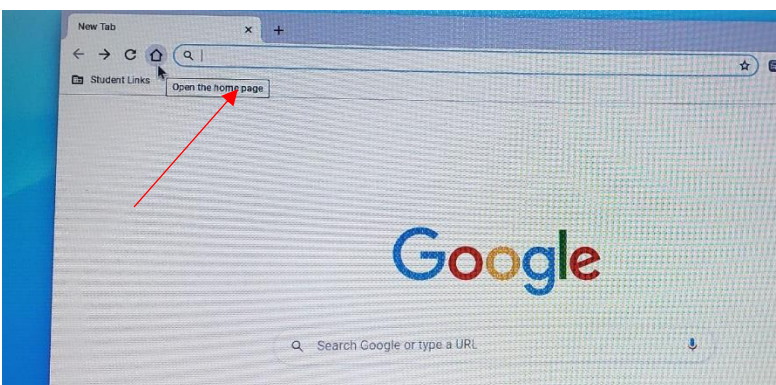 New Tab
Student Links
Open the home page
Google
Search Google or type a URL